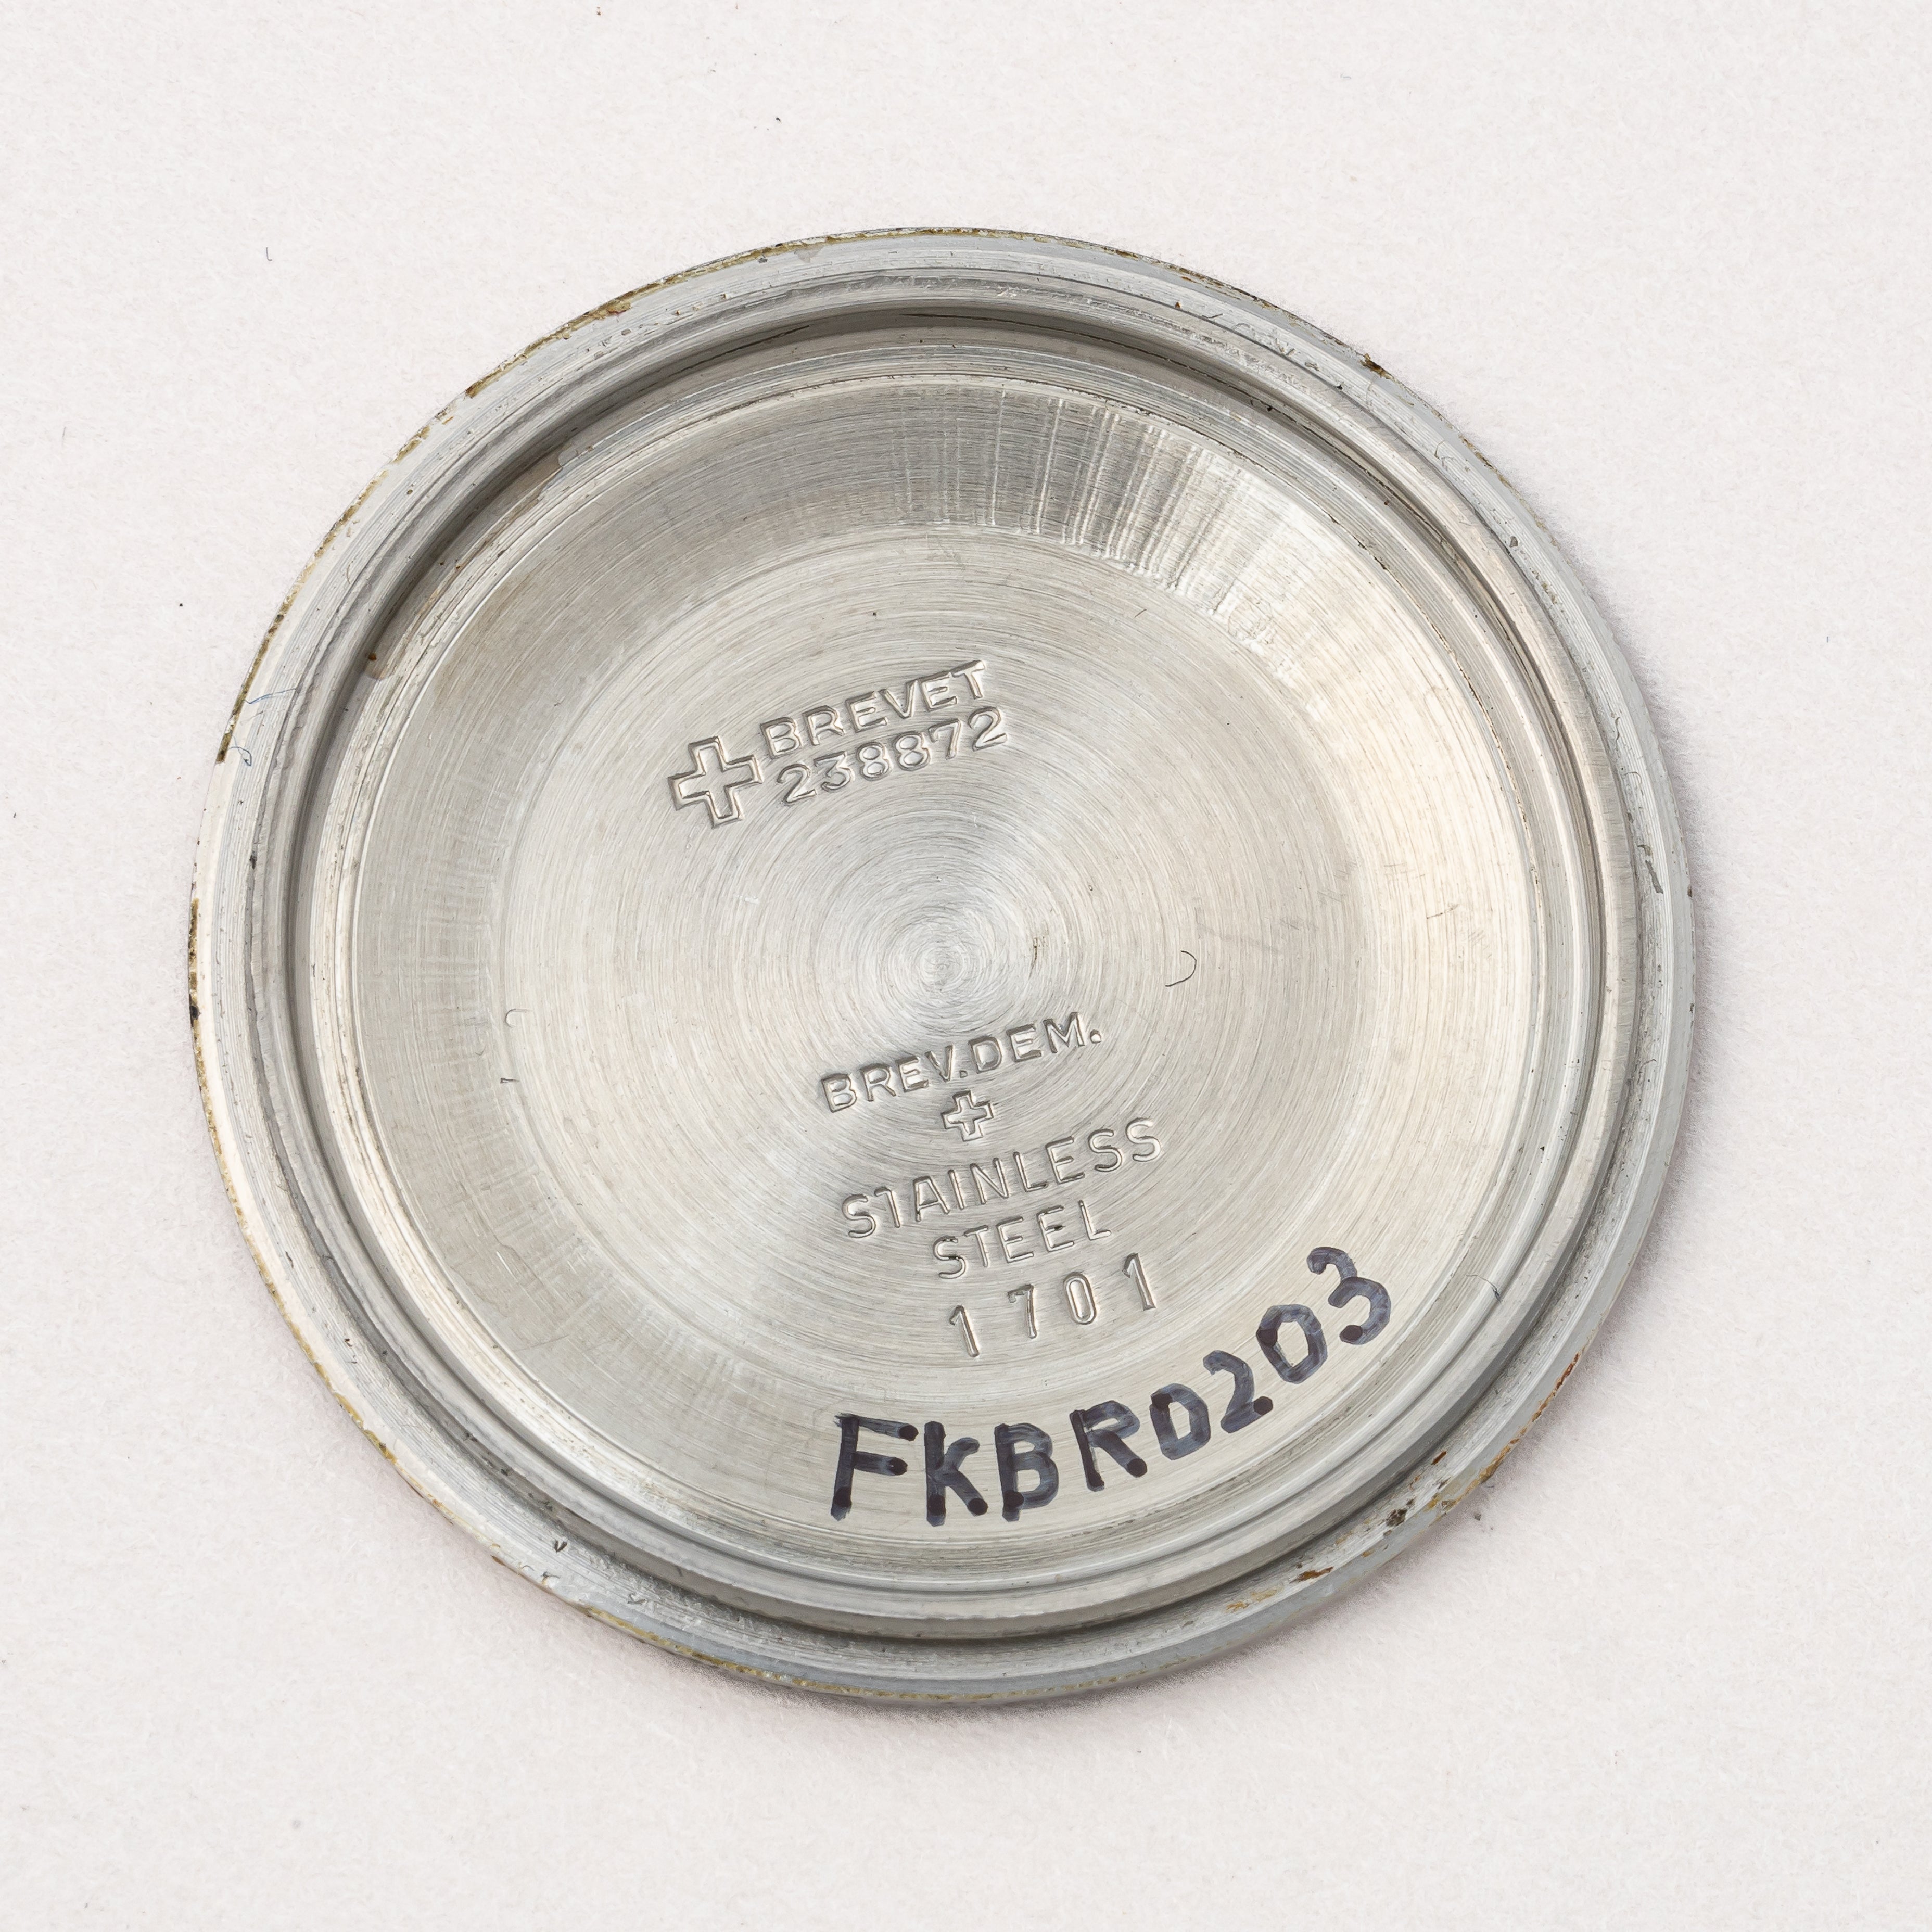 BREVET
238872
BREV.DEM.
STAINLESS
STEEL
1701
FKBRD203